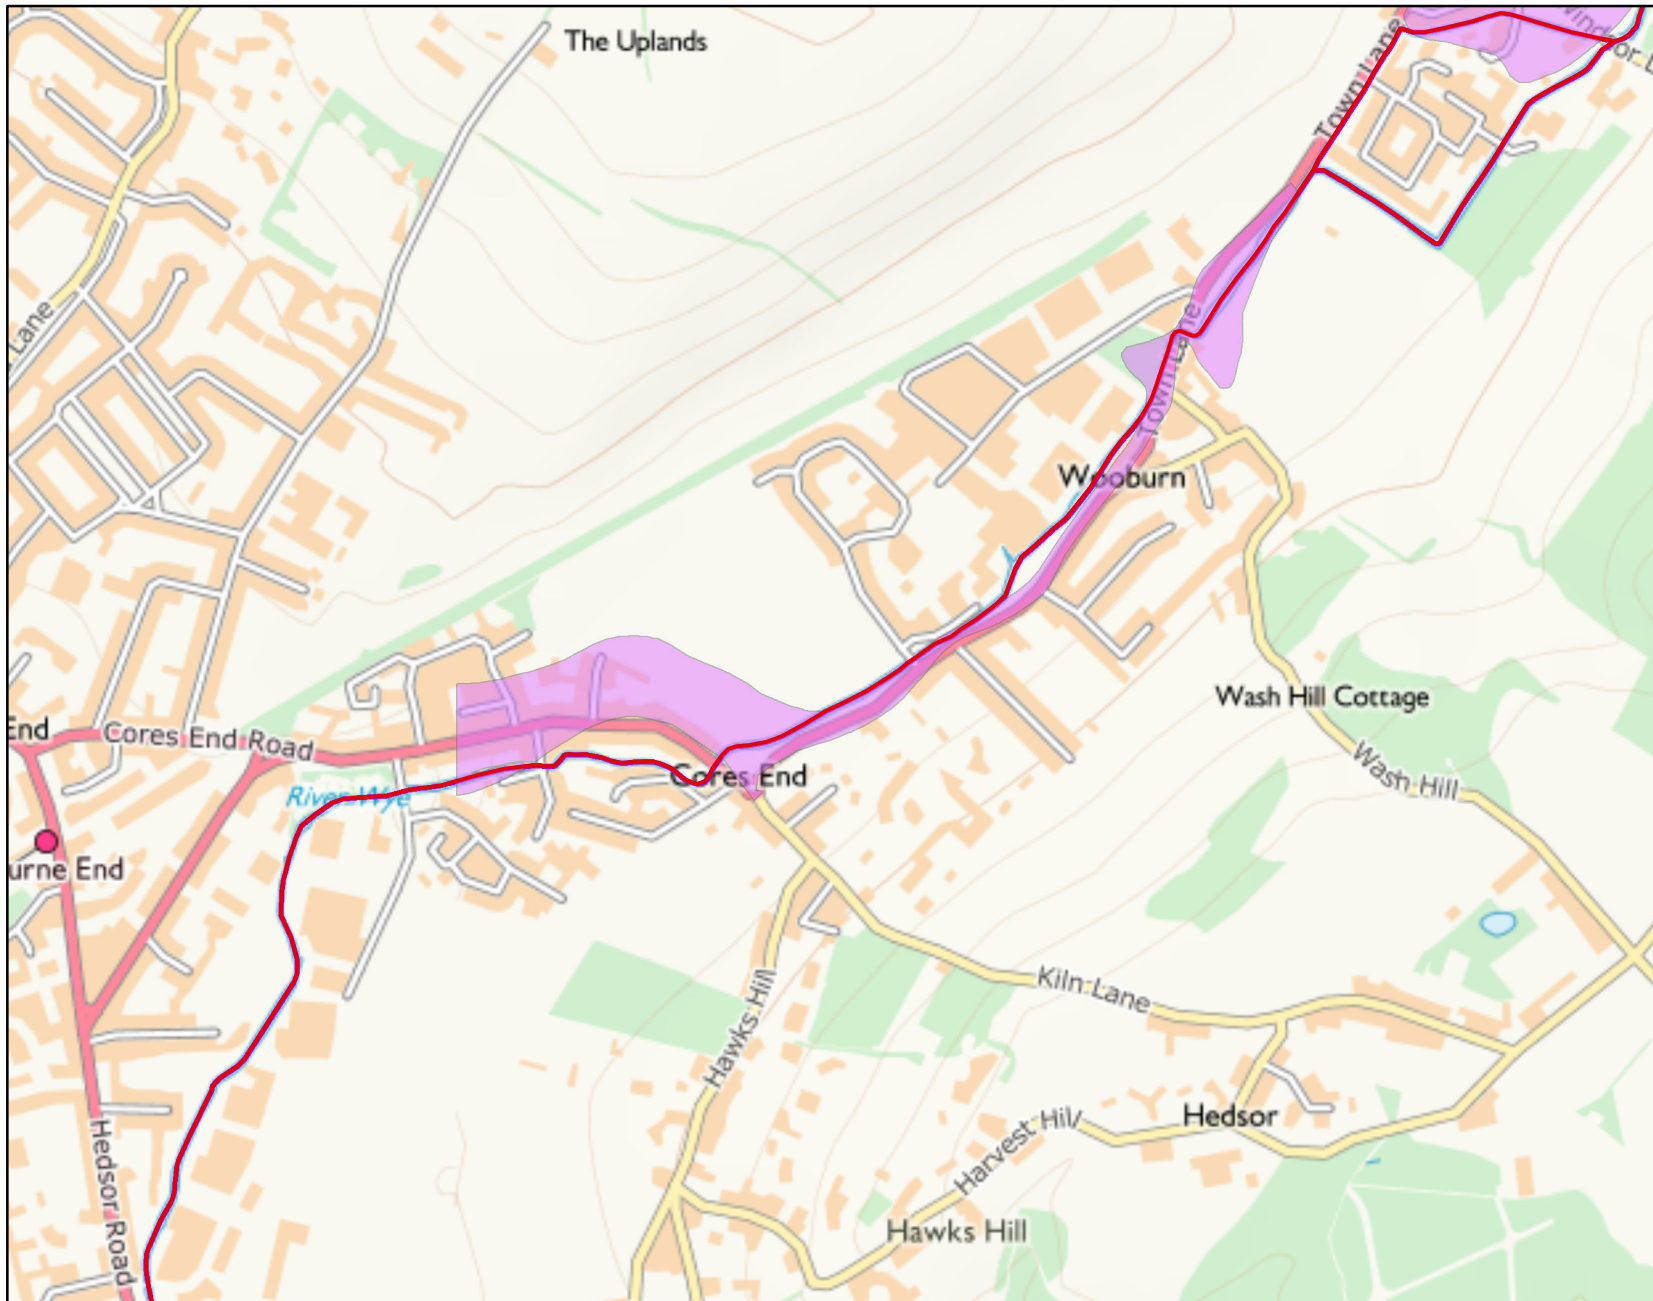 The Uplands
Town Lane
Windsor L
Lane
Town Lane
Wooburn
Wash Hill Cottage
End
Cores End Road
Wash Hill
Cores End
River Wye
urne End
Kiln Lane
Hawks Hill
Hedsor
Harvest Hill
Hedsor Road
Hawks Hill